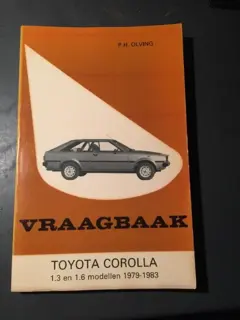 P.H. OLVING
VRAAGBAAK
TOYOTA COROLLA
1.3 en 1.6 modellen 1979-1983